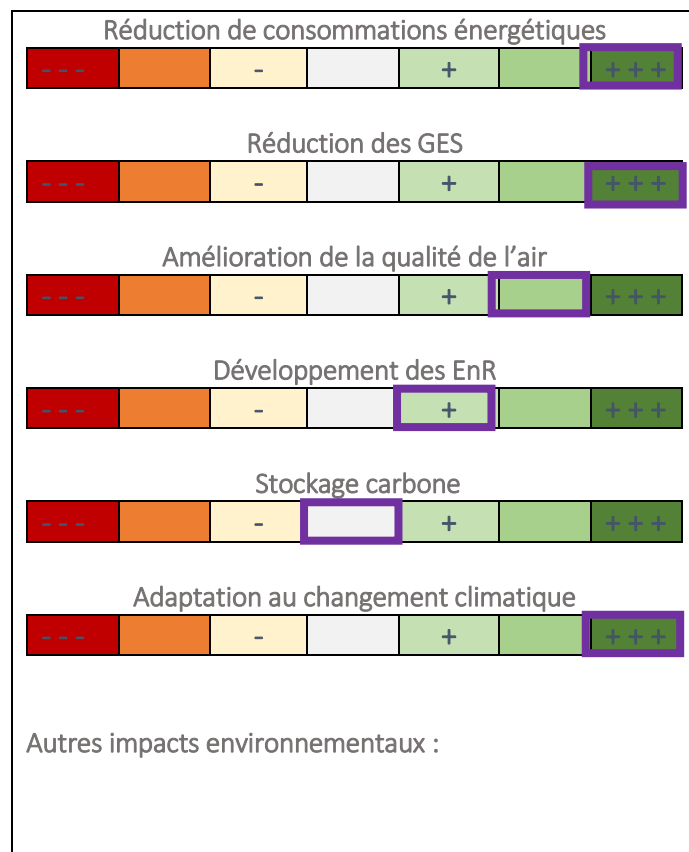 Réduction de consommations énergétiques
- - - - + + + +
Réduction des GES
- - - - + + + +
Amélioration de la qualité de l'air
- - - - + + + +
Développement des EnR
- - - - + + + +
Stockage carbone
- - - - + + + +
Adaptation au changement climatique
- - - - + + + +
Autres impacts environnementaux :